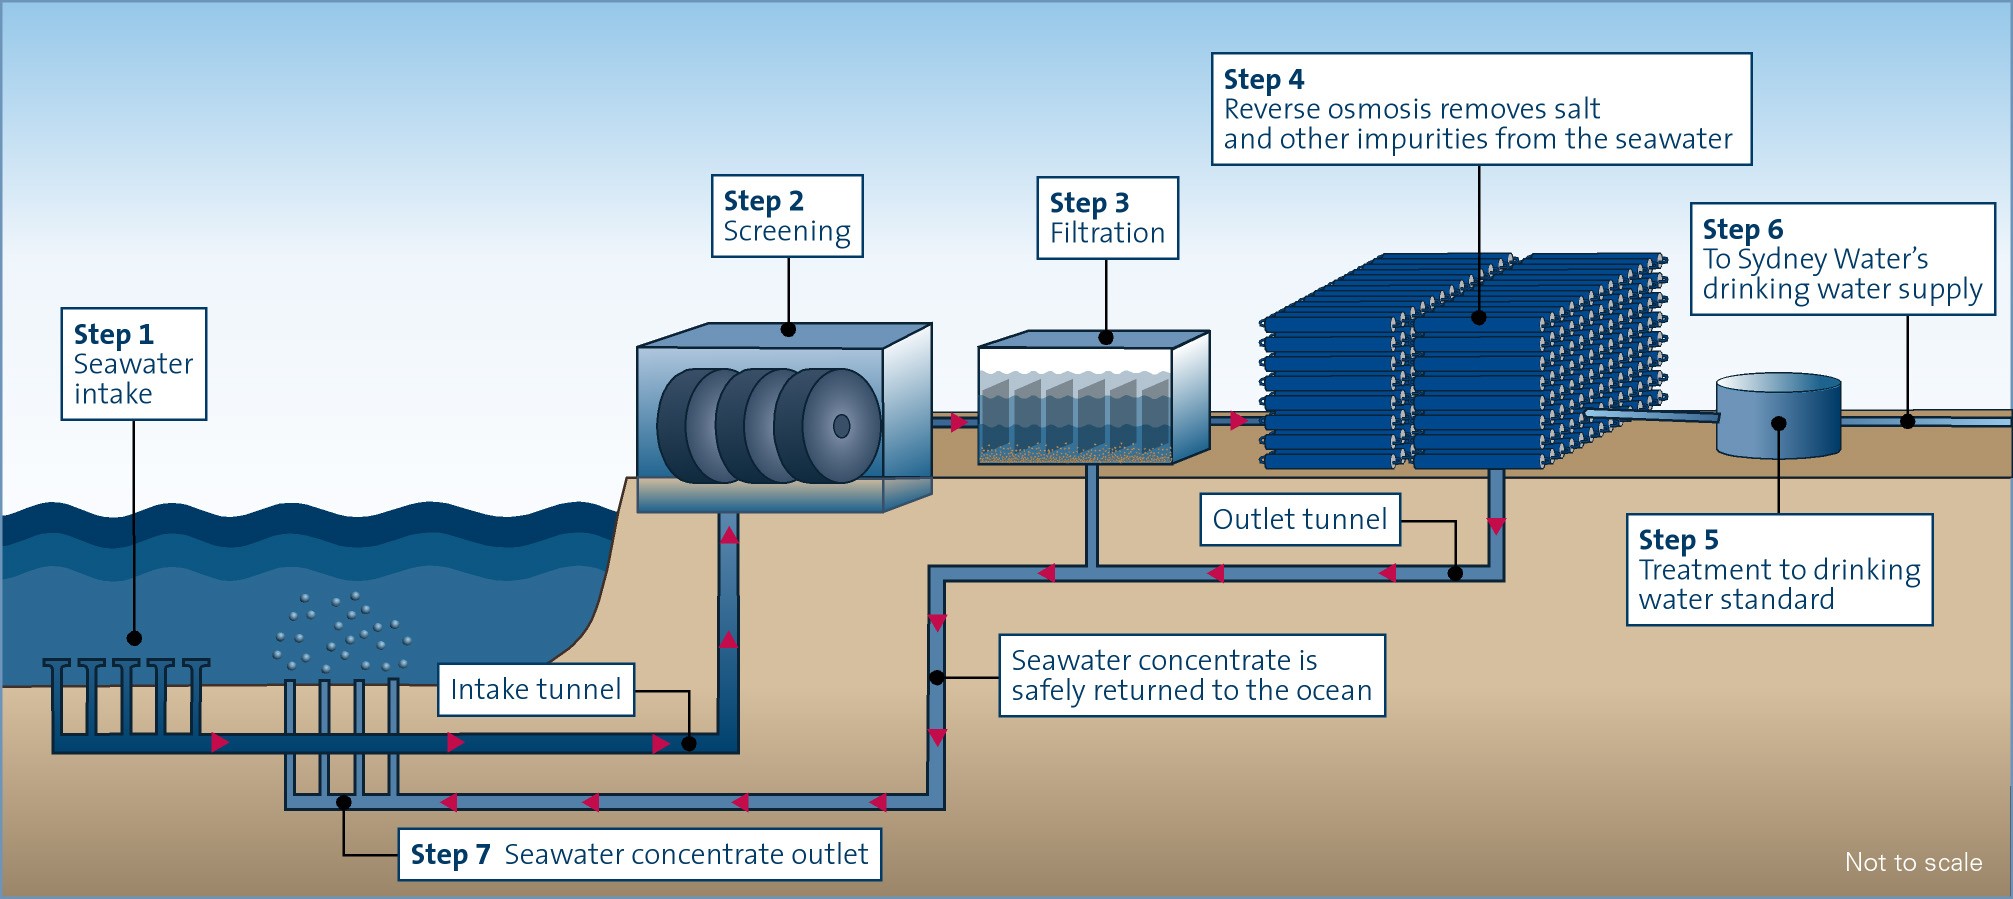 Step 1
Seawater
intake
Step 2
Screening
Step 3
Filtration
Step 4
Reverse osmosis removes salt
and other impurities from the seawater
Step 6
To Sydney Water's
drinking water supply
Outlet tunnel
Step 5
Treatment to drinking
water standard
Seawater concentrate is
safely returned to the ocean
Intake tunnel
Step 7 Seawater concentrate outlet
Not to scale